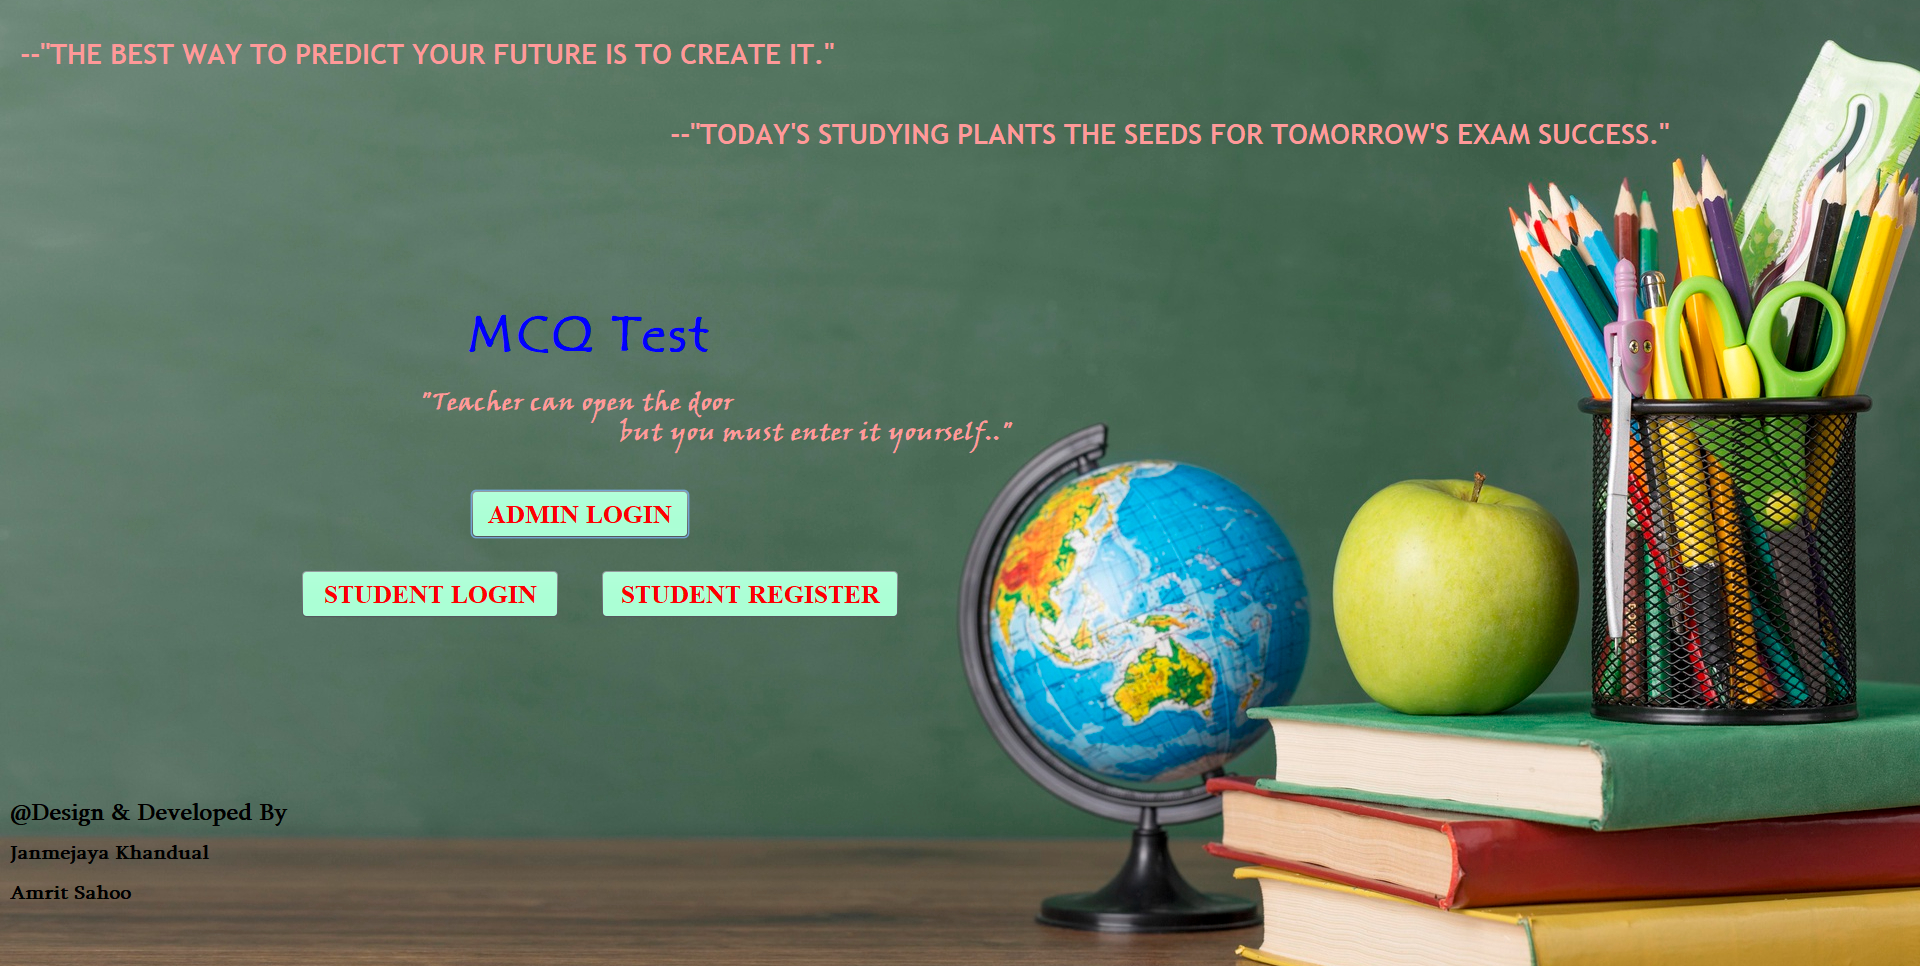 --"THE BEST WAY TO PREDICT YOUR FUTURE IS TO CREATE IT."
--"TODAY'S STUDYING PLANTS THE SEEDS FOR TOMORROW'S EXAM SUCCESS."
MCQ Test
"Teacher can open the door
but you must enter it yourself.."
ADMIN LOGIN
STUDENT LOGIN
STUDENT REGISTER
@Design & Developed By
Janmejaya Khandual
Amrit Sahoo